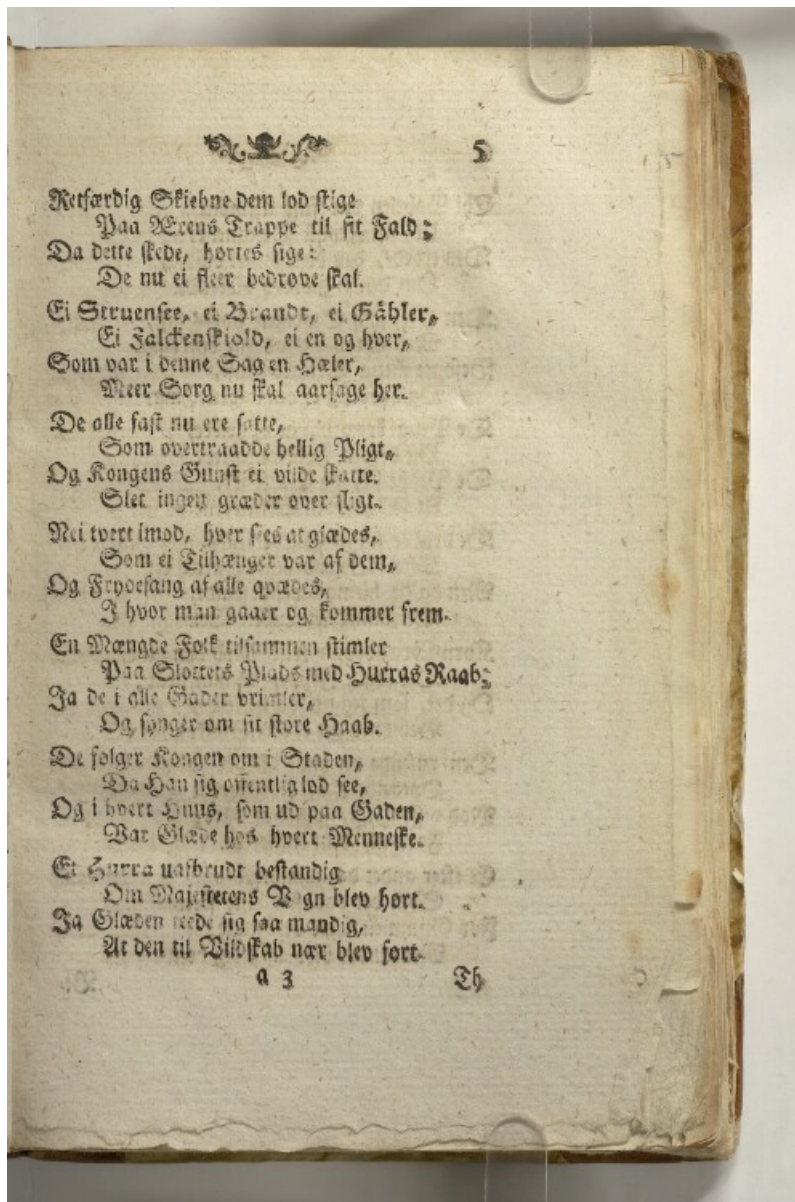 5
Retfærdig Skiebne dem lod stige
Paa Ærens Trappe til sit Fald;
Da dette skede, hortes sige:
De nu ei fleer bedrøve skal.
Ei Struensee, ei Brandt, ei Gåhler,
Ei Falckenskiold, ei en og hver,
Som var i denne Sag en Hæler,
Meer Sorg nu skal aarsage her.
De alle fast nu ere satte,
Som overtraadde hellig Pligt,
Og Kongens Gunst ei vilde skatte.
Slet ingen græder over sligt.
Nei tvert imod, hver sees at glædes,
Som ei Tilhænger var af dem,
Og Frydesang af alle qvædes,
I hvor man gaaer og kommer frem.
En Mængde Folk tilsammen stimler
Paa Slottets Plads med Hurras Raab;
Ja de i alle Gader vrimler,
Og synger om sit store Haab.
De følger Kongen om i Staden,
Da Han sig offentlig lod see,
Og i hvert Huus, som ud paa Gaden,
Var Glæde hos hvert Menneske.
Et Hurra uafbrudt bestandig
Om Majestetens Vogn blev hørt.
Ja Glæden teede sig saa mandig,
At den til Vildskab nær blev ført.
a 3 Th